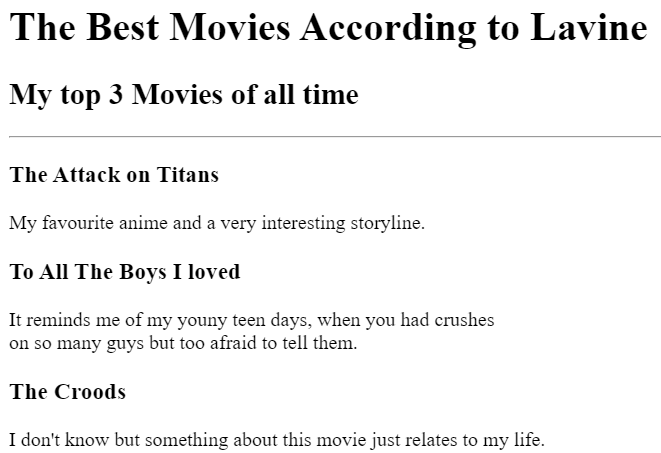 The Best Movies According to Lavine
My top 3 Movies of all time
The Attack on Titans
My favourite anime and a very interesting storyline.
To All The Boys I loved
It reminds me of my youny teen days, when you had crushes
on so many guys but too afraid to tell them.
The Croods
I don't know but something about this movie just relates to my life.